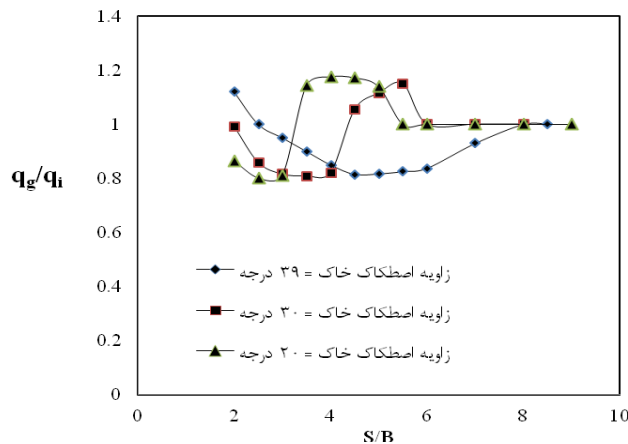 1.4
1.2
1
0.8
0.6
0.4
0.2
0
qg/qi
زاویه اصطکاک خاک = ۳۹ درجه
زاویه اصطکاک خاک = ۳۰ درجه
زاویه اصطکاک خاک = ۲۰ درجه
0 2 4 6 8 10
S/B